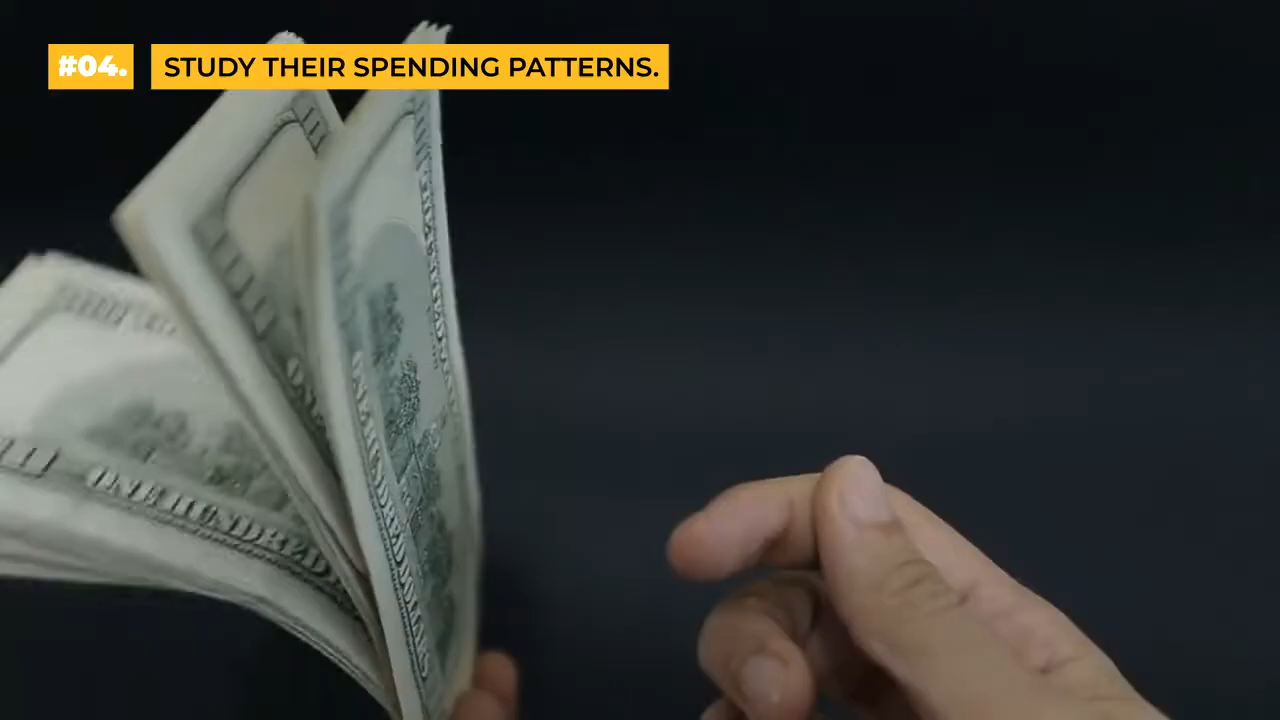 #04. STUDY THEIR SPENDING PATTERNS.
ONE HUNDRED